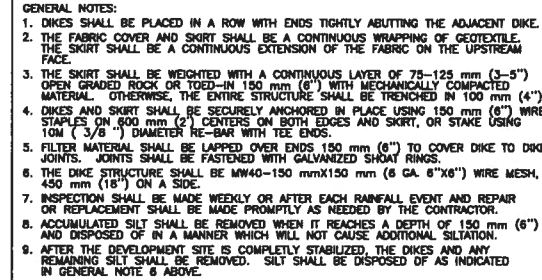 GENERAL NOTES:
1. DIKES SHALL BE PLACED IN A ROW WITH ENDS TIGHTLY ABUTTING THE ADJACENT DIKE.
2. THE FABRIC COVER AND SKIRT SHALL BE A CONTINUOUS WRAPPING OF GEOTEXTILE.
THE SKIRT SHALL BE A CONTINUOUS EXTENSION OF THE FABRIC ON THE UPSTREAM
FACE.
3. THE SKIRT SHALL BE WEIGHTED WITH A CONTINUOUS LAYER OF 75-125 mm (3-5")
OPEN GRADED ROCK OR TOED-IN 150 mm (6") WITH MECHANICALLY COMPACTED
MATERIAL. OTHERWISE, THE ENTIRE STRUCTURE SHALL BE TRENCHED IN 100 mm (4")
4. DIKES AND SKIRT SHALL BE SECURELY ANCHORED IN PLACE USING 150 mm (6") WIRE
STAPLES ON 600 mm (2') CENTERS ON BOTH EDGES AND SKIRT, OR STAKE USING
10M ( 3/8 ") DIAMETER RE-BAR WITH TEE ENDS.
5. FILTER MATERIAL SHALL BE LAPPED OVER ENDS 150 mm (6") TO COVER DIKE TO DIKE
JOINTS. JOINTS SHALL BE FASTENED WITH GALVANIZED SHOAT RINGS.
6. THE DIKE STRUCTURE SHALL BE MW40-150 mmX150 mm (6 GA. 6"X6") WIRE MESH,
450 mm (18") ON A SIDE.
7. INSPECTION SHALL BE MADE WEEKLY OR AFTER EACH RAINFALL EVENT AND REPAIR
OR REPLACEMENT SHALL BE MADE PROMPTLY AS NEEDED BY THE CONTRACTOR.
8. ACCUMULATED SILT SHALL BE REMOVED WHEN IT REACHES A DEPTH OF 150 mm (6")
AND DISPOSED OF IN A MANNER WHICH WILL NOT CAUSE ADDITIONAL SILTATION.
9. AFTER THE DEVELOPMENT SITE IS COMPLETLY STABILIZED, THE DIKES AND ANY
REMAINING SILT SHALL BE REMOVED. SILT SHALL BE DISPOSED OF AS INDICATED
IN GENERAL NOTE 8 ABOVE.